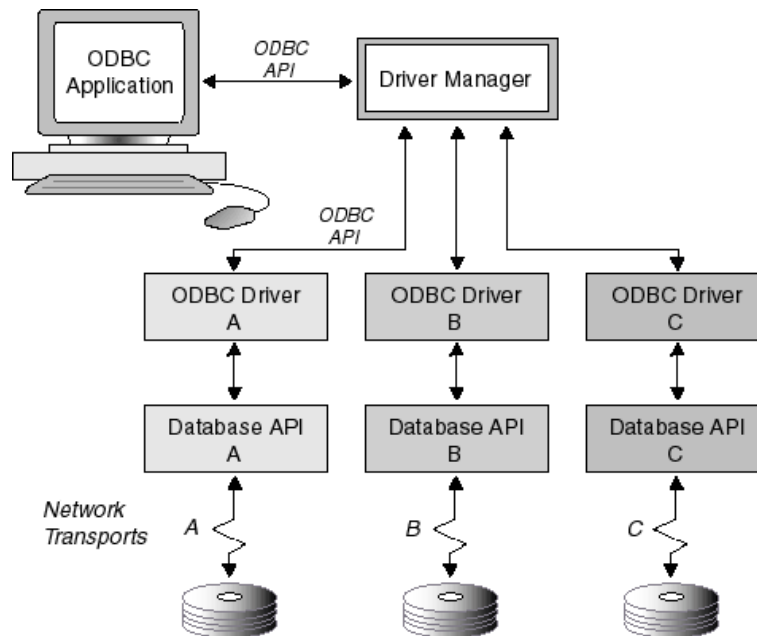 ODBC
Application
ODBC
API
Driver Manager
ODBC
API
ODBC Driver
A
ODBC Driver
B
ODBC Driver
C
Database API
A
Database API
B
Database API
C
Network
Transports
A
B
C